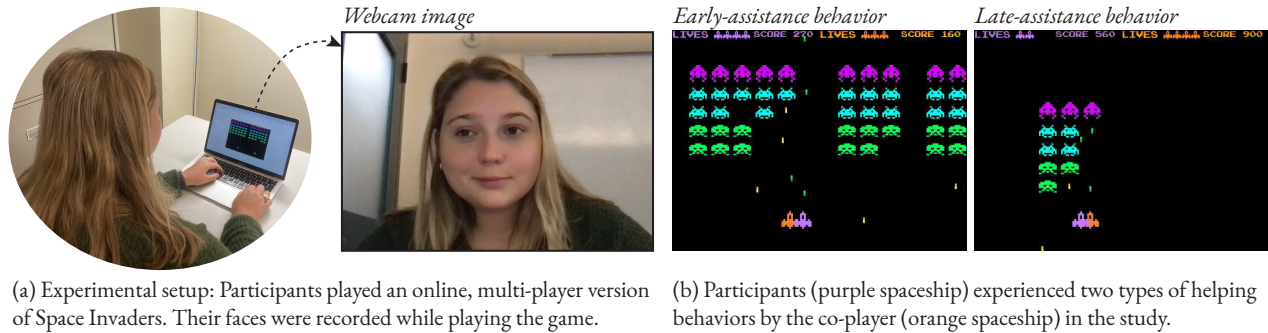 Webcam image
Early-assistance behavior
Late-assistance behavior
LIVES SCORE 270 LIVES SCORE 160
LIVES SCORE 560 LIVES SCORE 900
(a) Experimental setup: Participants played an online, multi-player version
of Space Invaders. Their faces were recorded while playing the game.
(b) Participants (purple spaceship) experienced two types of helping
behaviors by the co-player (orange spaceship) in the study.